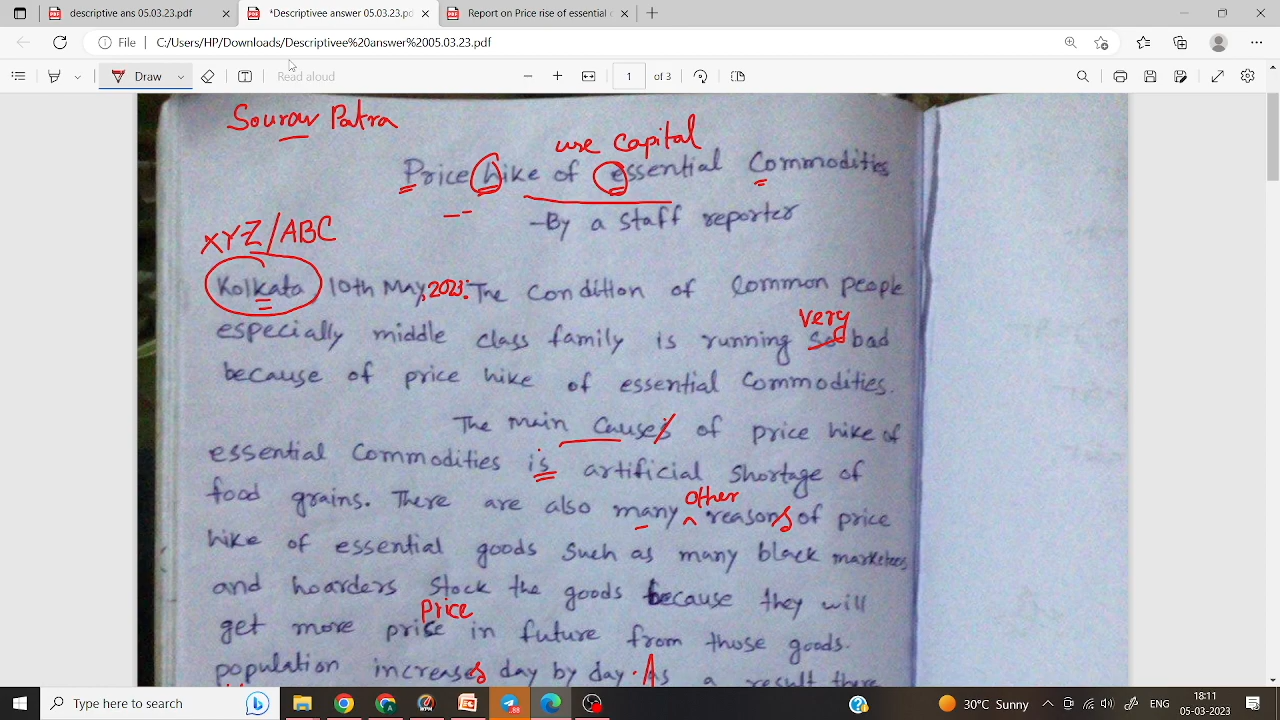 descriptive ans 05.03.23.pd
*Descriptive answer 05.03.23.pd
Report on Price rise of essential c
File
C:/Users/HP/Downloads/Descriptivee%20answer%2005.03.23.pdf
Draw
Read aloud
1 of 3
Sourav Patra
use capital
Price hike of essential Commodities
-By a staff reporter
XYZ/ABC
Kolkata 10th May, 2023: The Condition of Common people
very
especially middle class family is running so bad
because of price hike of essential Commodities.
The main causes of price hike of
essential Commodities is artificial shortage of
other
food grains. There are also many ^ reasons of price
hike of essential goods such as many black marketers
and hoarders stock the goods because they will
price
get more price in future from those goods.
population increases day by day. As a result there
Type here to search
.88
30°C Sunny
ENG
18:11
05-03-2023